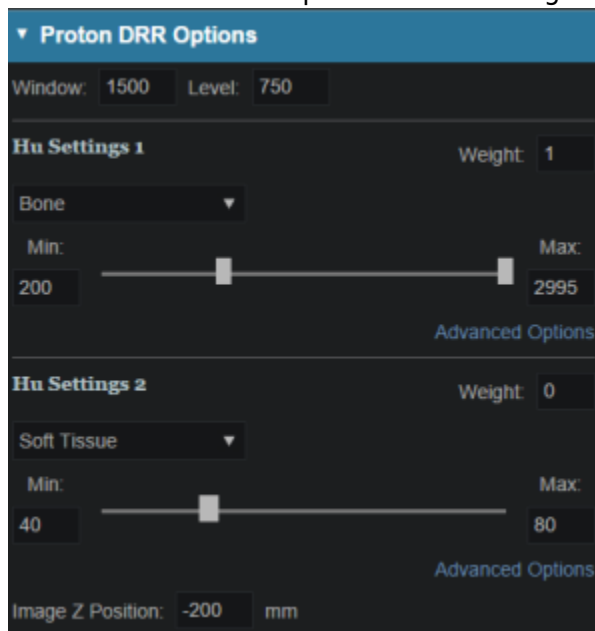 ▼ Proton DRR Options
Window: 1500 Level: 750
Hu Settings 1 Weight: 1
Bone ▼
Min: Max:
200 2995
Advanced Options
Hu Settings 2 Weight: 0
Soft Tissue ▼
Min: Max:
40 80
Advanced Options
Image Z Position: -200 mm